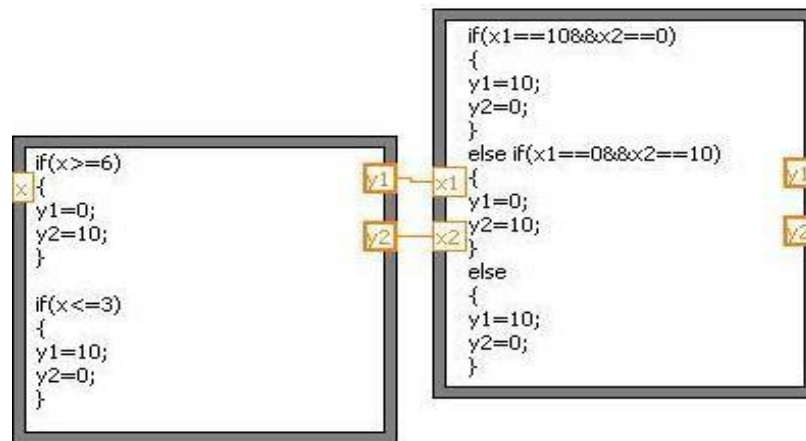 x
if(x>=6)
{
y1=0;
y2=10;
}
if(x<=3)
{
y1=10;
y2=0;
}
y1
y2
x1
x2
if(x1==10&&x2==0)
{
y1=10;
y2=0;
}
else if(x1==0&&x2==10)
{
y1=0;
y2=10;
}
else
{
y1=10;
y2=0;
}
y1
y2